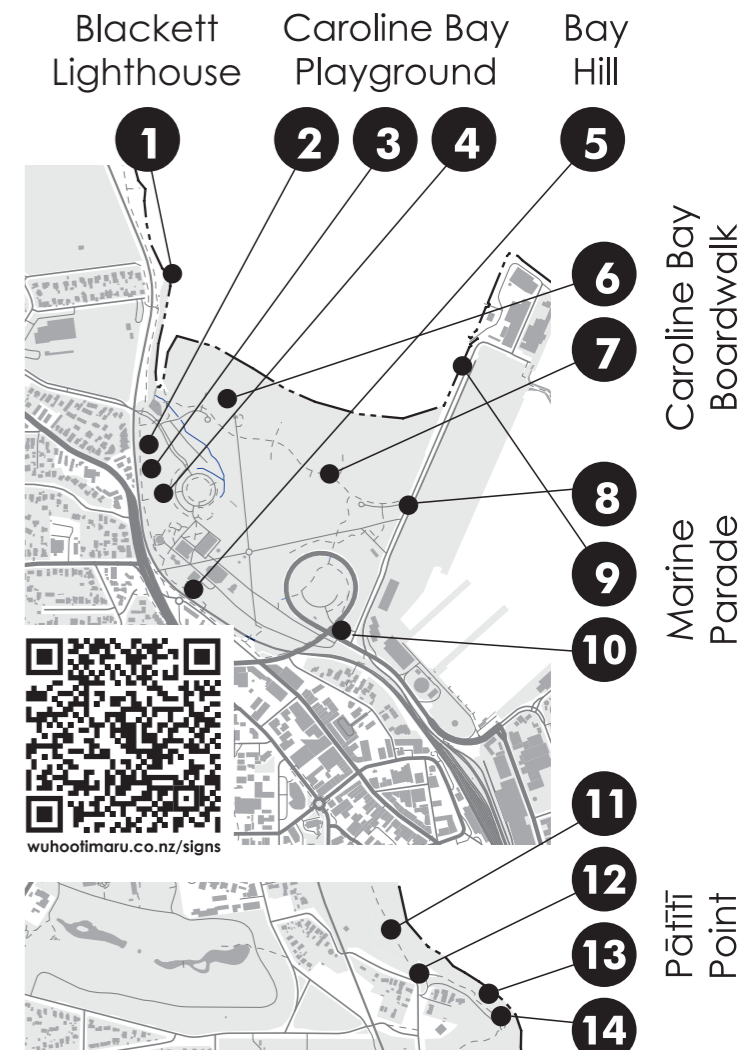 Blackett
Lighthouse
Caroline Bay
Playground
Bay
Hill
1
2
3
4
5
6
7
Caroline Bay
Boardwalk
8
9
10
Marine
Parade
wuhootimaru.co.nz/signs
11
12
13
14
Pātītī
Point